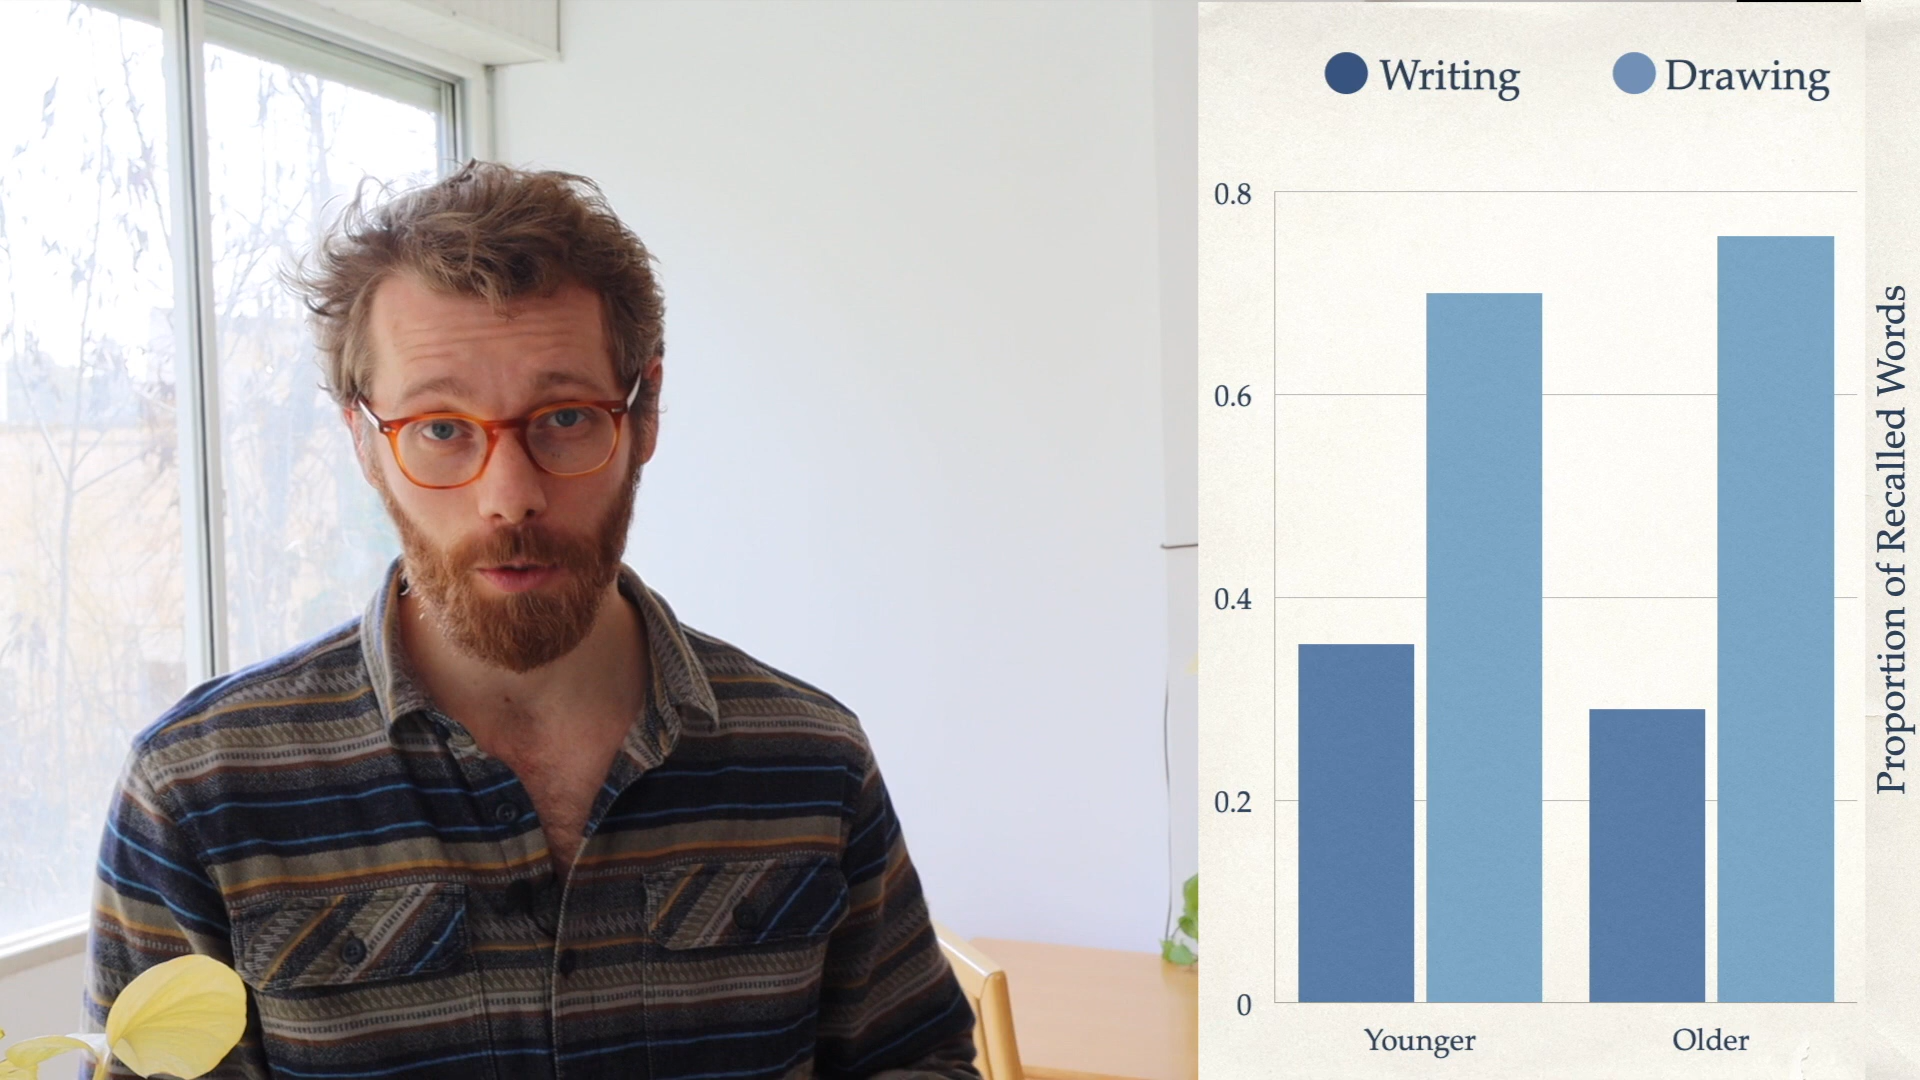 Writing
Drawing
0.8
0.6
0.4
0.2
0
Younger
Older
Proportion of Recalled Words